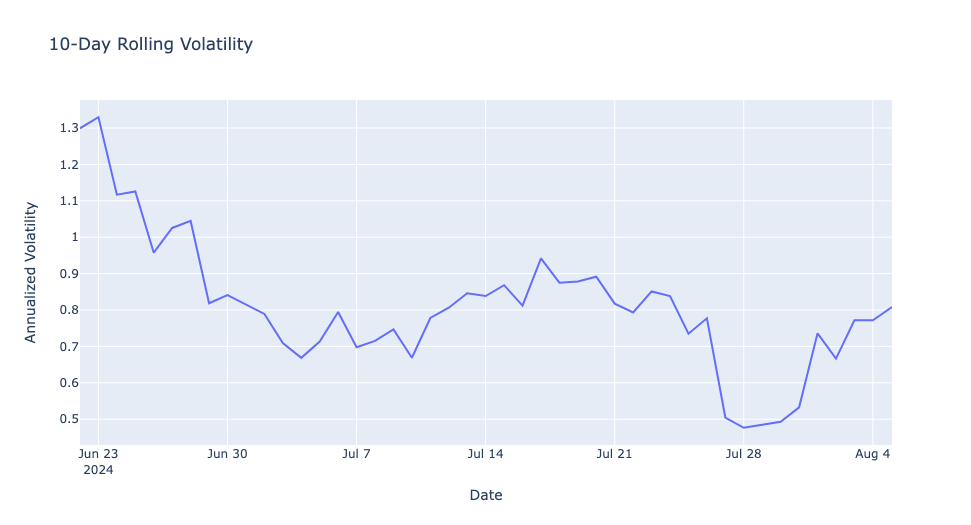 10-Day Rolling Volatility
Annualized Volatility
1.3
1.2
1.1
1
0.9
0.8
0.7
0.6
0.5
Jun 23
2024
Jun 30
Jul 7
Jul 14
Jul 21
Jul 28
Aug 4
Date